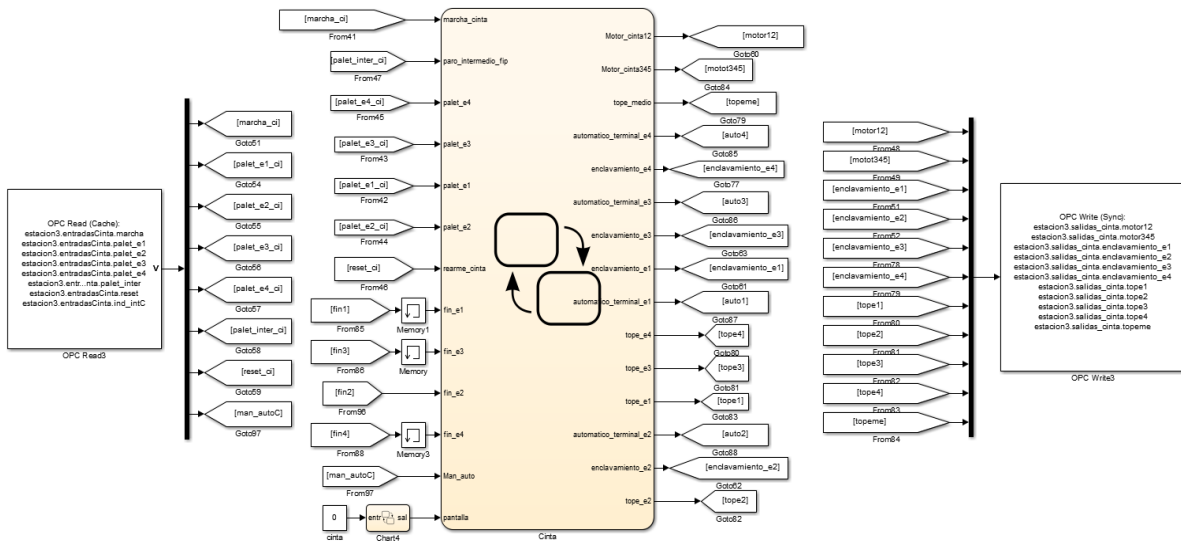 OPC Read (Cache):
estacion3.entradasCinta.marcha
estacion3.entradasCinta.palet_e1
estacion3.entradasCinta.palet_e2
estacion3.entradasCinta.palet_e3
estacion3.entradasCinta.palet_e4
estacion3.entr...nta.palet_inter
estacion3.entradasCinta.reset
estacion3.entradasCinta.ind_intC
V
OPC Read3
[marcha_ci]
Goto51
[palet_e1_ci]
Goto54
[palet_e2_ci]
Goto55
[palet_e3_ci]
Goto56
[palet_e4_ci]
Goto57
[palet_inter_ci]
Goto58
[reset_ci]
Goto59
[man_autoC]
Goto97
[marcha_ci]
From41
[palet_inter_ci]
From47
[palet_e4_ci]
From45
[palet_e3_ci]
From43
[palet_e1_ci]
From42
[palet_e2_ci]
From44
[reset_ci]
From46
[fin1]
From85
Memory1
[fin3]
From86
Memory
[fin2]
From96
[fin4]
From88
Memory3
[man_autoC]
From97
0
cinta
entr
sal
Chart4
marcha_cinta
paro_intermedio_fip
palet_e4
palet_e3
palet_e1
palet_e2
rearme_cinta
fin_e1
fin_e3
fin_e2
fin_e4
Man_auto
pantalla
Motor_cinta12
Motor_cinta345
tope_medio
automatico_terminal_e4
enclavamiento_e4
automatico_terminal_e3
enclavamiento_e3
enclavamiento_e1
automatico_terminal_e1
tope_e4
tope_e3
tope_e1
automatico_terminal_e2
enclavamiento_e2
tope_e2
Cinta
[motor12]
Goto60
[motot345]
Goto84
[topeme]
Goto79
[auto4]
Goto85
[enclavamiento_e4]
Goto77
[auto3]
Goto86
[enclavamiento_e3]
Goto63
[enclavamiento_e1]
Goto61
[auto1]
Goto87
[tope4]
Goto80
[tope3]
Goto81
[tope1]
Goto83
[auto2]
Goto88
[enclavamiento_e2]
Goto62
[tope2]
Goto82
[motor12]
From48
[motot345]
From49
[enclavamiento_e1]
From51
[enclavamiento_e2]
From52
[enclavamiento_e3]
From78
[enclavamiento_e4]
From79
[tope1]
From80
[tope2]
From81
[tope3]
From82
[tope4]
From83
[topeme]
From84
OPC Write (Sync):
estacion3.salidas_cinta.motor12
estacion3.salidas_cinta.motor345
estacion3.salidas_cinta.enclavamiento_e1
estacion3.salidas_cinta.enclavamiento_e2
estacion3.salidas_cinta.enclavamiento_e3
estacion3.salidas_cinta.enclavamiento_e4
estacion3.salidas_cinta.tope1
estacion3.salidas_cinta.tope2
estacion3.salidas_cinta.tope3
estacion3.salidas_cinta.tope4
estacion3.salidas_cinta.topeme
OPC Write3